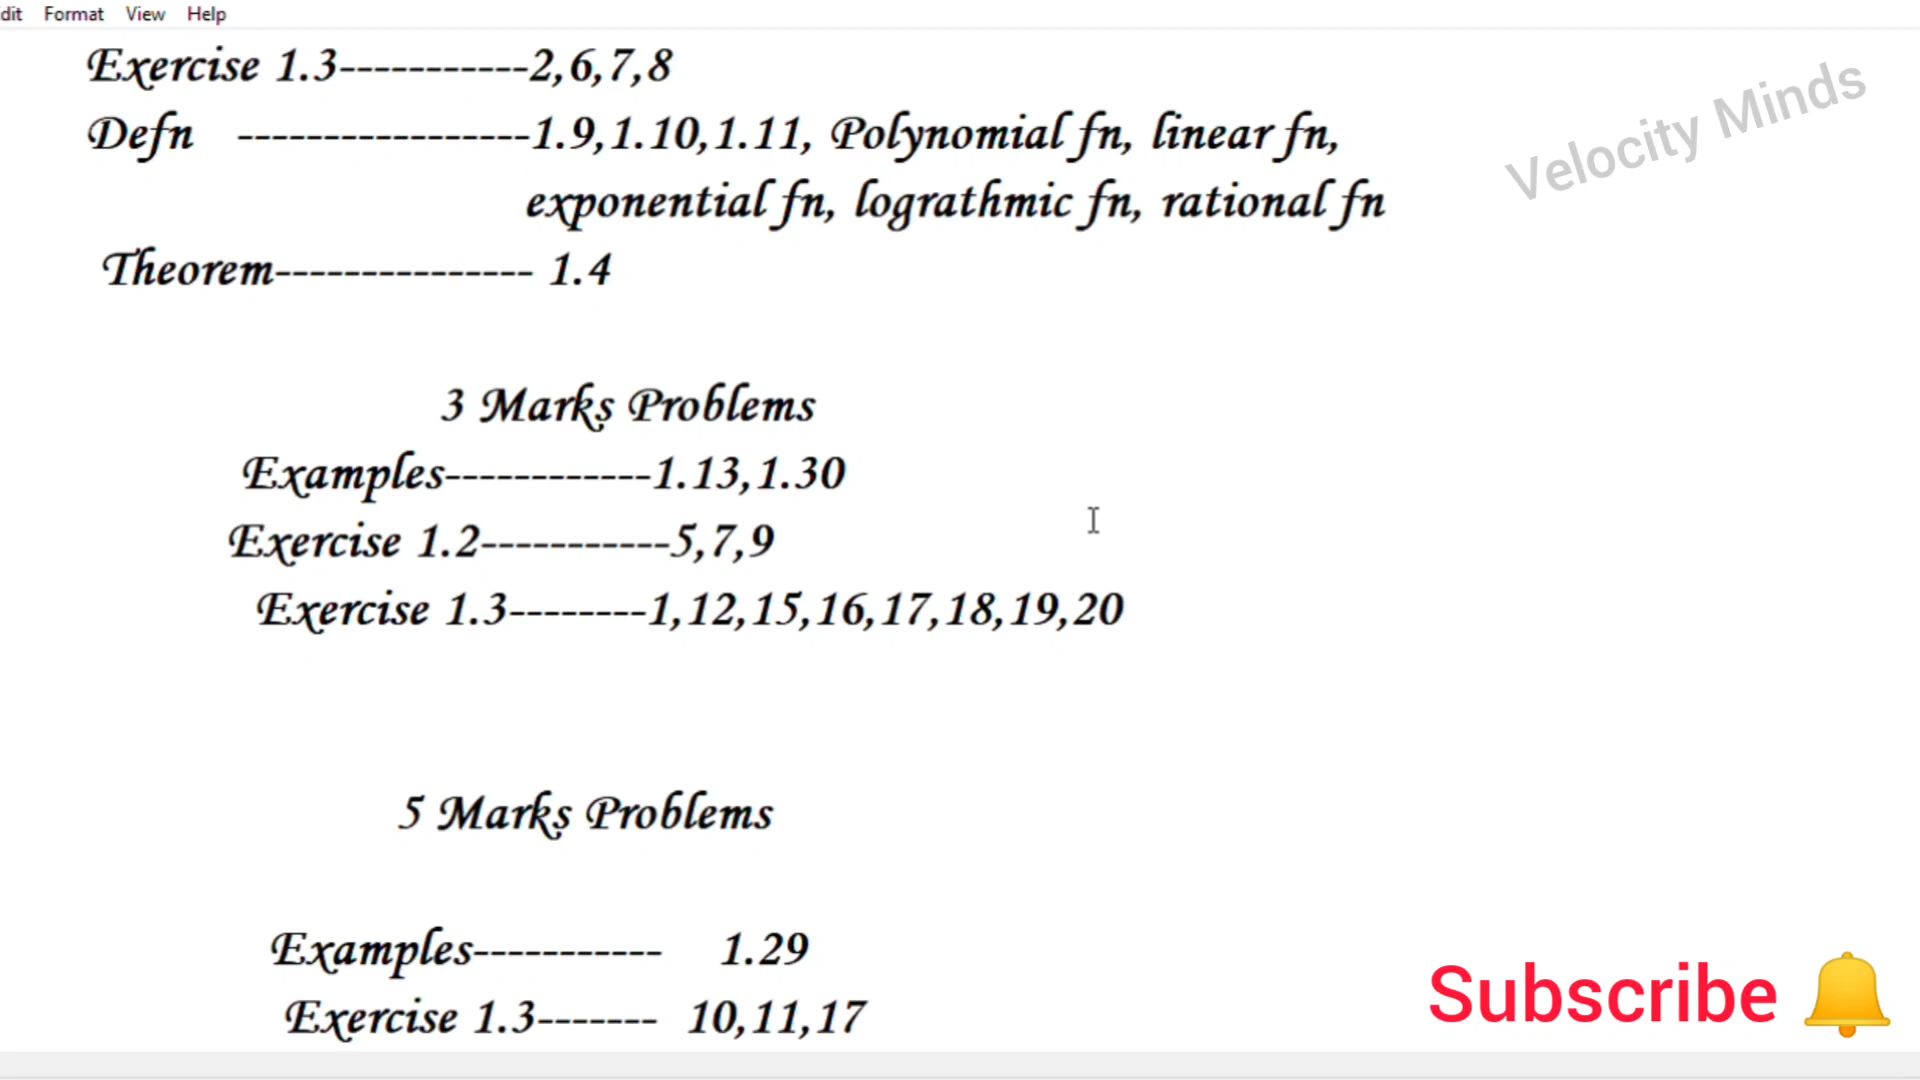 dit Format View Help
Exercise 1.3-----------2,6,7,8
Defn -----------------1.9,1.10,1.11, Polynomial fn, linear fn,
exponential fn, lograthmic fn, rational fn
Theorem--------------- 1.4
3 Marks Problems
Examples------------1.13,1.30
Exercise 1.2-----------5,7,9
Exercise 1.3--------1,12,15,16,17,18,19,20
5 Marks Problems
Examples----------- 1.29
Exercise 1.3------- 10,11,17
Velocity Minds
Subscribe